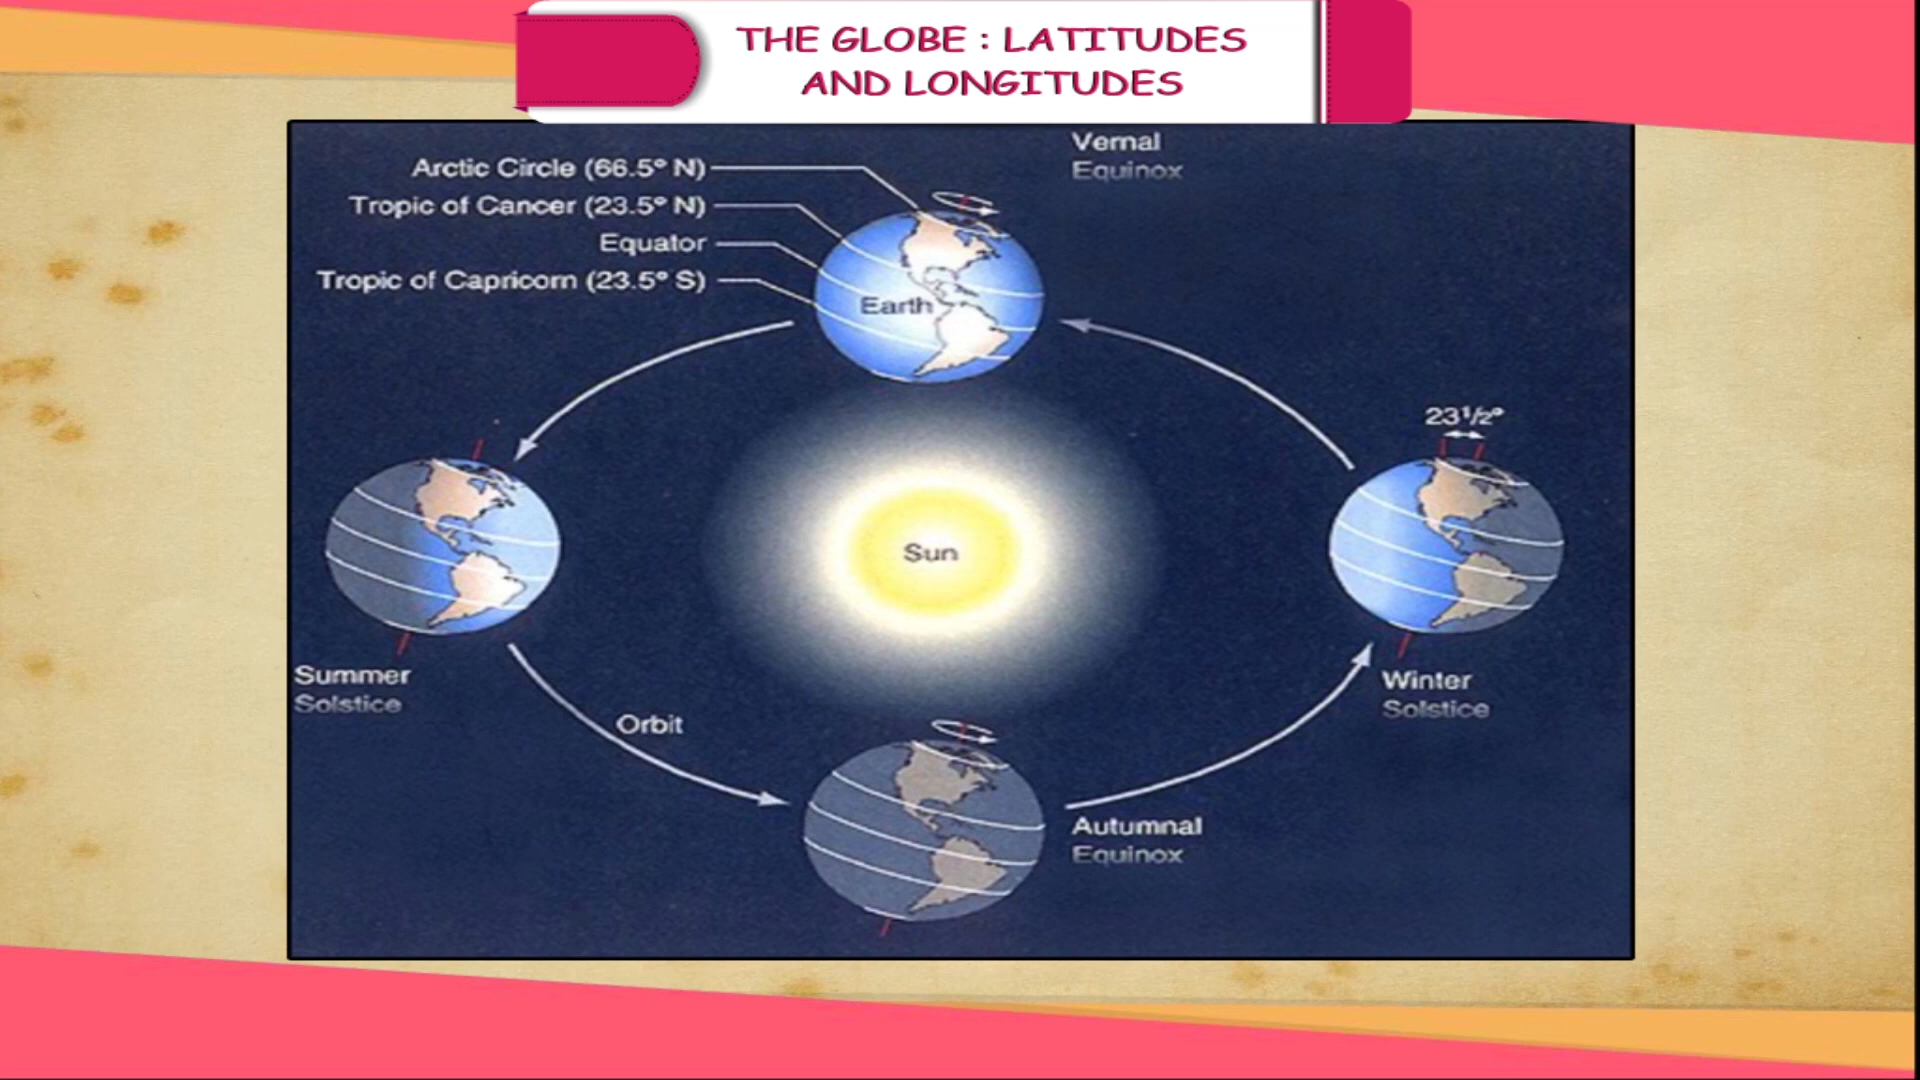 THE GLOBE : LATITUDES
AND LONGITUDES
Vernal
Equinox
Arctic Circle (66.5° N)
Tropic of Cancer (23.5° N)
Equator
Tropic of Capricorn (23.5° S)
Earth
23½°
Sun
Summer
Solstice
Winter
Solstice
Orbit
Autumnal
Equinox